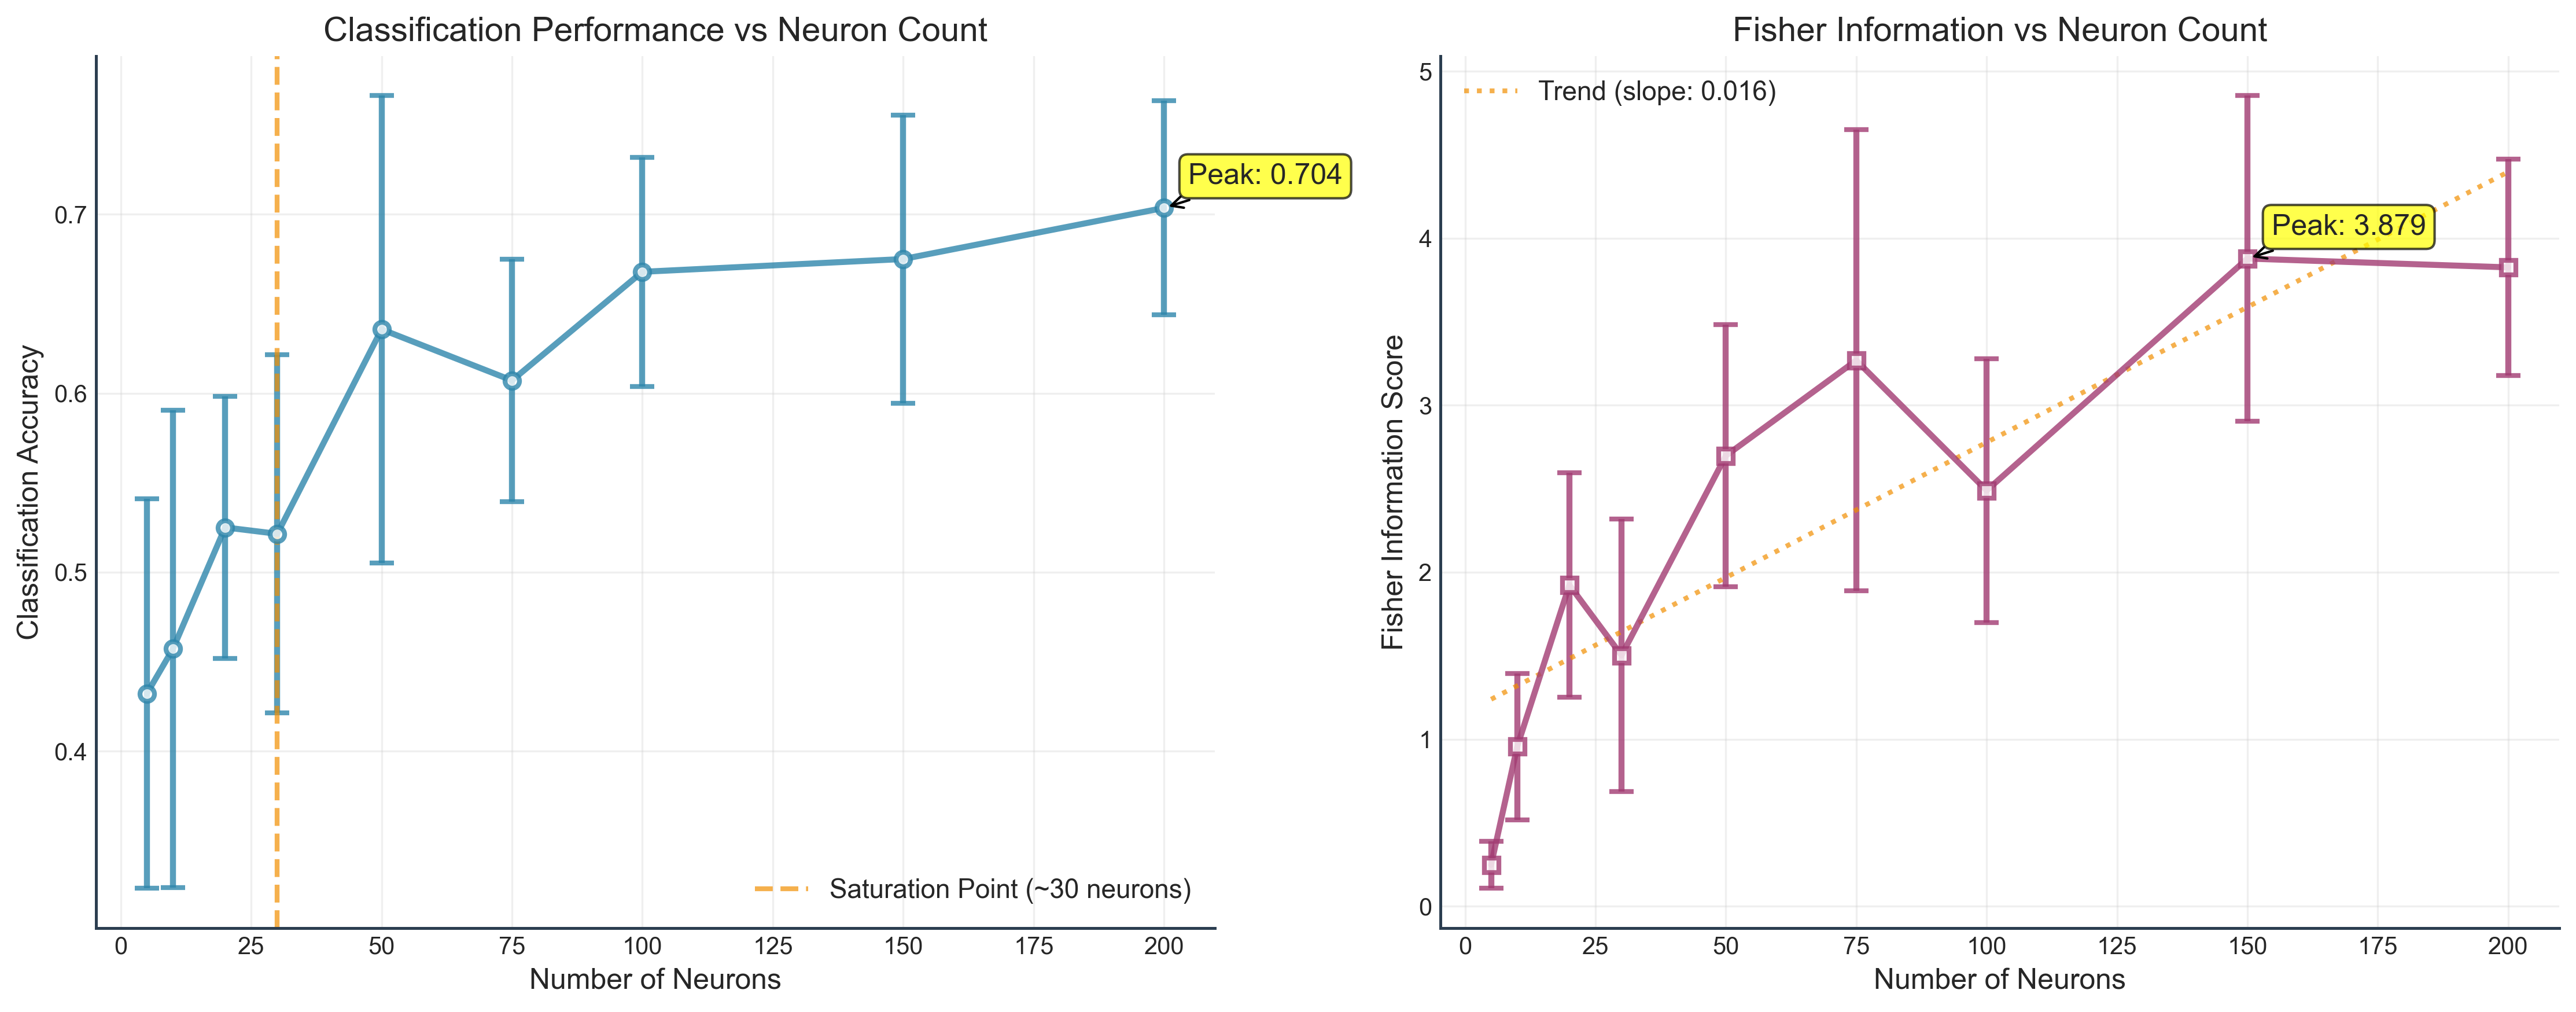 Classification Performance vs Neuron Count
Classification Accuracy
0.7
0.6
0.5
0.4
Peak: 0.704
Saturation Point (~30 neurons)
0 25 50 75 100 125 150 175 200
Number of Neurons
Fisher Information vs Neuron Count
Fisher Information Score
5
4
3
2
1
0
Trend (slope: 0.016)
Peak: 3.879
0 25 50 75 100 125 150 175 200
Number of Neurons